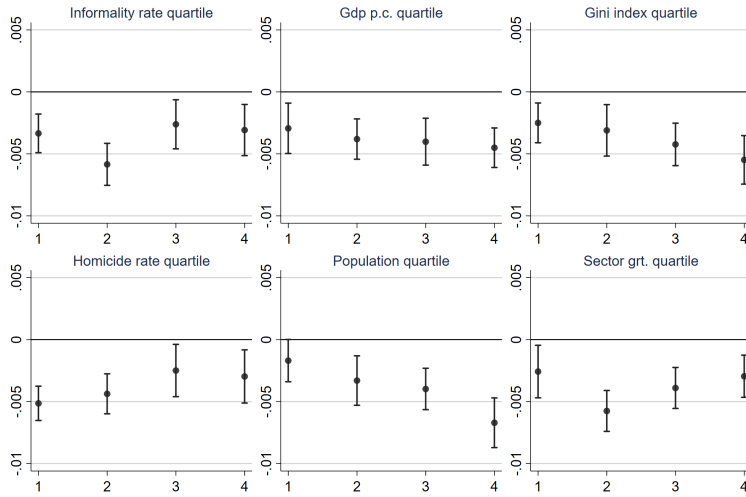 Informality rate quartile
.005
0
-.005
-.01
1 2 3 4
Gdp p.c. quartile
.005
0
-.005
-.01
1 2 3 4
Gini index quartile
.005
0
-.005
-.01
1 2 3 4
Homicide rate quartile
.005
0
-.005
-.01
1 2 3 4
Population quartile
.005
0
-.005
-.01
1 2 3 4
Sector grt. quartile
.005
0
-.005
-.01
1 2 3 4